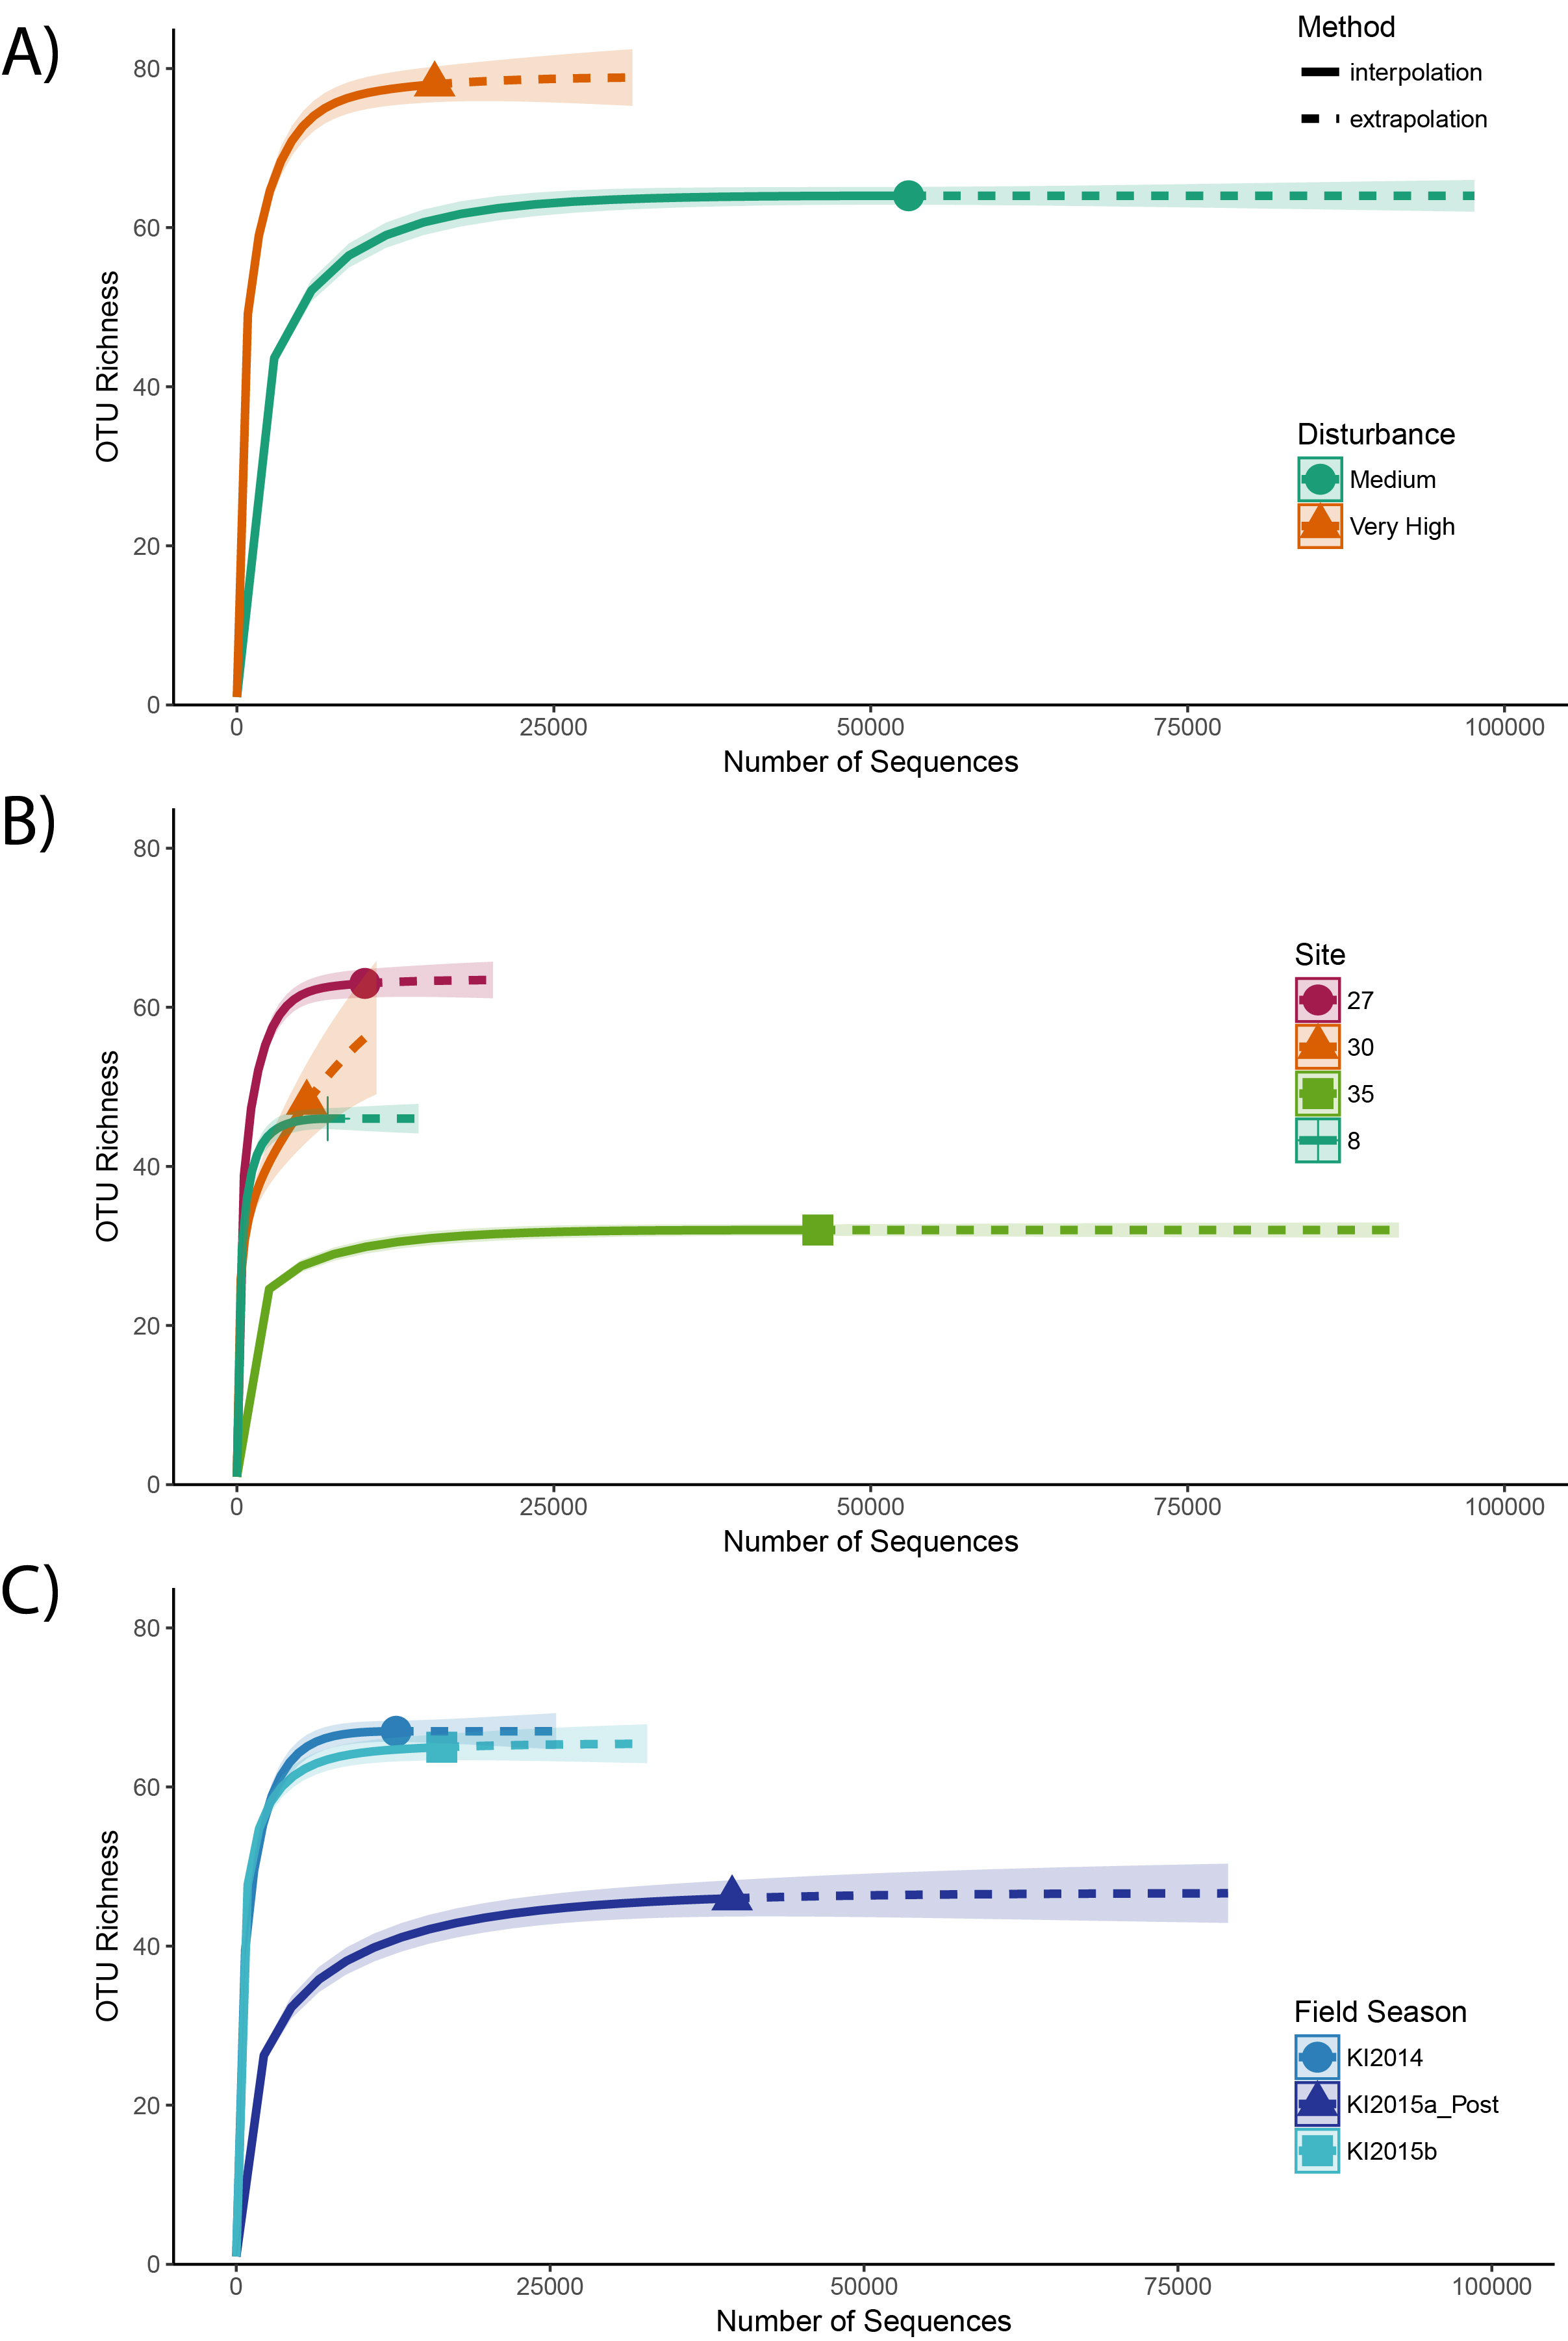 A)
Method
interpolation
extrapolation
80
60
40
20
0
OTU Richness
Disturbance
Medium
Very High
0 25000 50000 75000 100000
Number of Sequences
B)
80
60
40
20
0
OTU Richness
Site
27
30
35
8
0 25000 50000 75000 100000
Number of Sequences
C)
80
60
40
20
0
OTU Richness
Field Season
KI2014
KI2015a_Post
KI2015b
0 25000 50000 75000 100000
Number of Sequences